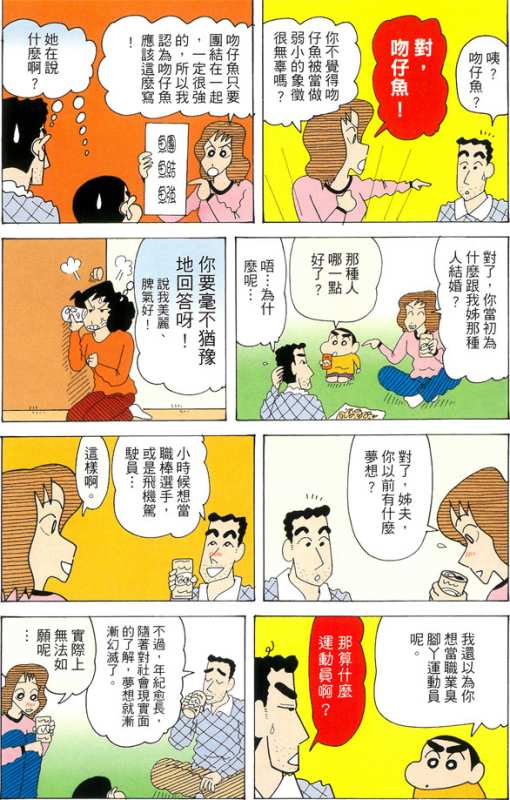 咦？
吻仔魚？
對，
吻仔魚！
你不覺得吻
仔魚被當做
弱小的象徵
很無辜嗎？
吻仔魚只要
團結在一起
，一定很強
的，所以我
認為吻仔魚
應該這麼寫
！
她在說
什麼啊？
對了，你當初為
什麼跟我姊那種
人結婚？
那種人
哪一點
好了？
唔…為什
麼呢…
你要毫不猶豫
地回答呀！
說我美麗、
脾氣好！
對了，姊夫，
你以前有什麼
夢想？
小時候想當
職棒選手，
或是飛機駕
駛員…
這樣啊。
我還以為你
想當職業臭
腳丫運動員
呢。
那算什麼
運動員啊？
不過，年紀愈長，
隨著對社會現實面
的了解，夢想就漸
漸幻滅了。
實際上
無法如
願呢